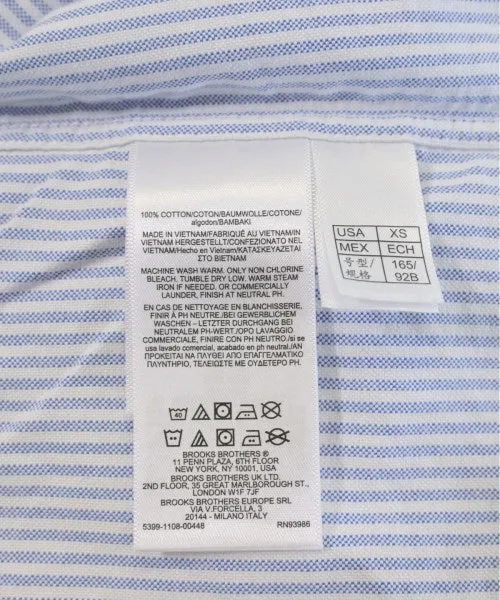 100% COTTON/COTON/BAUMWOLLE/COTONE/
algodon/BAMBAKI
MADE IN VIETNAM/FABRIQUÉ AU VIETNAM/IN
VIETNAM HERGESTELLT/CONFEZIONATO NEL
VIETNAM/Hecho en Vietnam/ΚΑΤΑΣΚΕΥΑΖΕΤΑΙ
ΣΤΟ ΒΙΕΤΝΑΜ
MACHINE WASH WARM. ONLY NON CHLORINE
BLEACH. TUMBLE DRY LOW. WARM STEAM
IRON IF NEEDED. OR COMMERCIALLY
LAUNDER, FINISH AT NEUTRAL PH.
EN CAS DE NETTOYAGE EN BLANCHISSERIE.
FINIR À PH NEUTRE./BEI GEWERBLICHEM
WASCHEN – LETZTER DURCHGANG BEI
NEUTRALEM PH-WERT./OPO LAVAGGIO
COMMERCIALE, FINIRE CON PH NEUTRO./si se
usa lavado comercial, acabado en ph neutro/ΑΝ
ΠΡΟΚΕΙΤΑΙ ΝΑ ΠΛΥΘΕΙ ΑΠΟ ΕΠΑΓΓΕΛΜΑΤΙΚΟ
ΠΛΥΝΤΗΡΙΟ, ΤΕΛΕΙΩΣΤΕ ΜΕ ΟΥΔΕΤΕΡΟ PH.
40
BROOKS BROTHERS ®
11 PENN PLAZA, 6TH FLOOR
NEW YORK, NY 10001, USA
BROOKS BROTHERS UK LTD.
2ND FLOOR, 35 GREAT MARLBOROUGH ST.,
LONDON W1F 7JF
BROOKS BROTHERS EUROPE SRL
VIA V.FORCELLA, 3
20144 - MILANO ITALY
5399-1108-00448 RN93986
USA XS
MEX ECH
号型/规格 165/92B